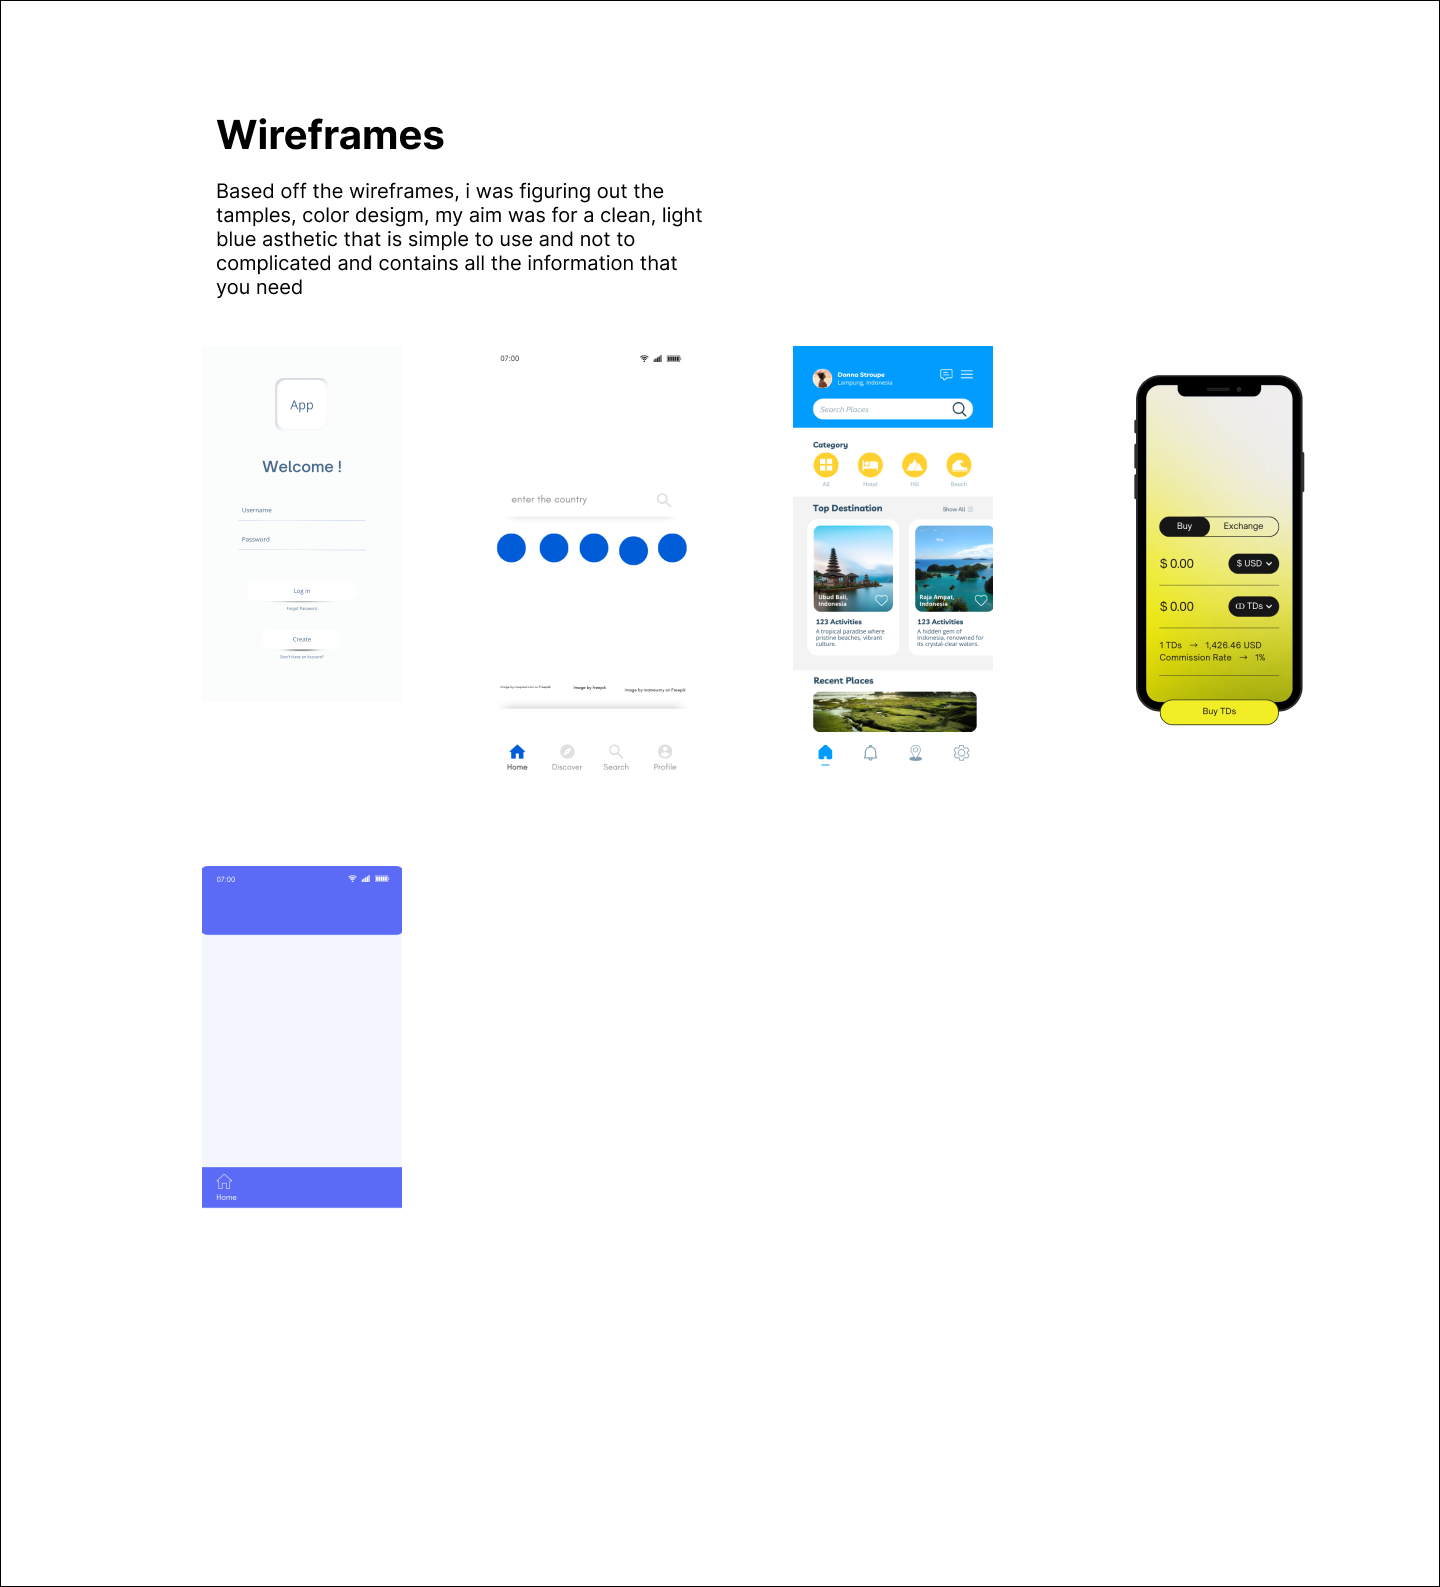 Wireframes
Based off the wireframes, i was figuring out the
tamples, color desigm, my aim was for a clean, light
blue asthetic that is simple to use and not to
complicated and contains all the information that
you need
App
Welcome !
Username
Password
Log in
Forgot Password
Create
Don't Have an Account?
07:00
enter the country
Image by freepik
Image by mamewmy on Freepik
Home
Discover
Search
Profile
Donna Stroupe
Lampung, Indonesia
Search Places
Category
All
Hotel
Hill
Beach
Top Destination
Show All
Ubud Bali,
Indonesia
Raja Ampat,
Indonesia
123 Activities
A tropical paradise where
pristine beaches, vibrant
culture.
123 Activities
A hidden gem of
Indonesia, renowned for
its crystal-clear waters.
Recent Places
Buy
Exchange
$ 0.00
$ USD
$ 0.00
TDs
1 TDs → 1,426.46 USD
Commission Rate → 1%
Buy TDs
07:00
Home